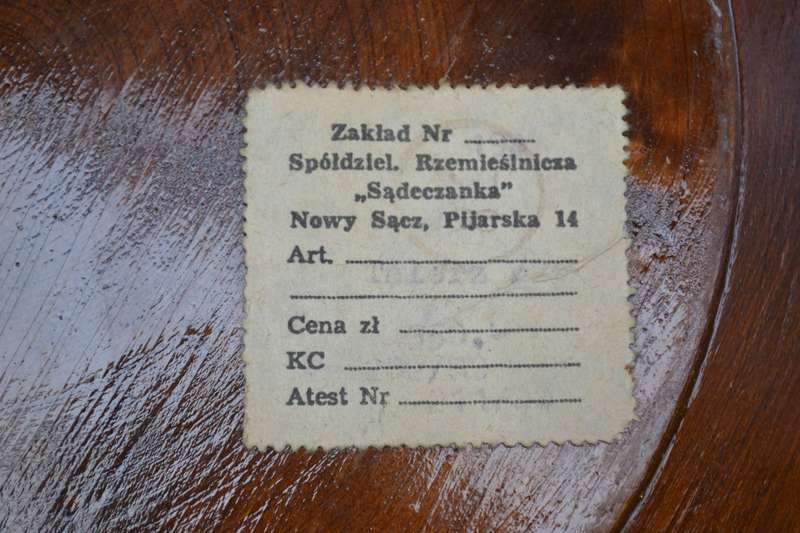 Zakład Nr
Spółdziel. Rzemieślnicza
„Sądeczanka”
Nowy Sącz, Pijarska 14
Art.
Cena zł
KC
Atest Nr